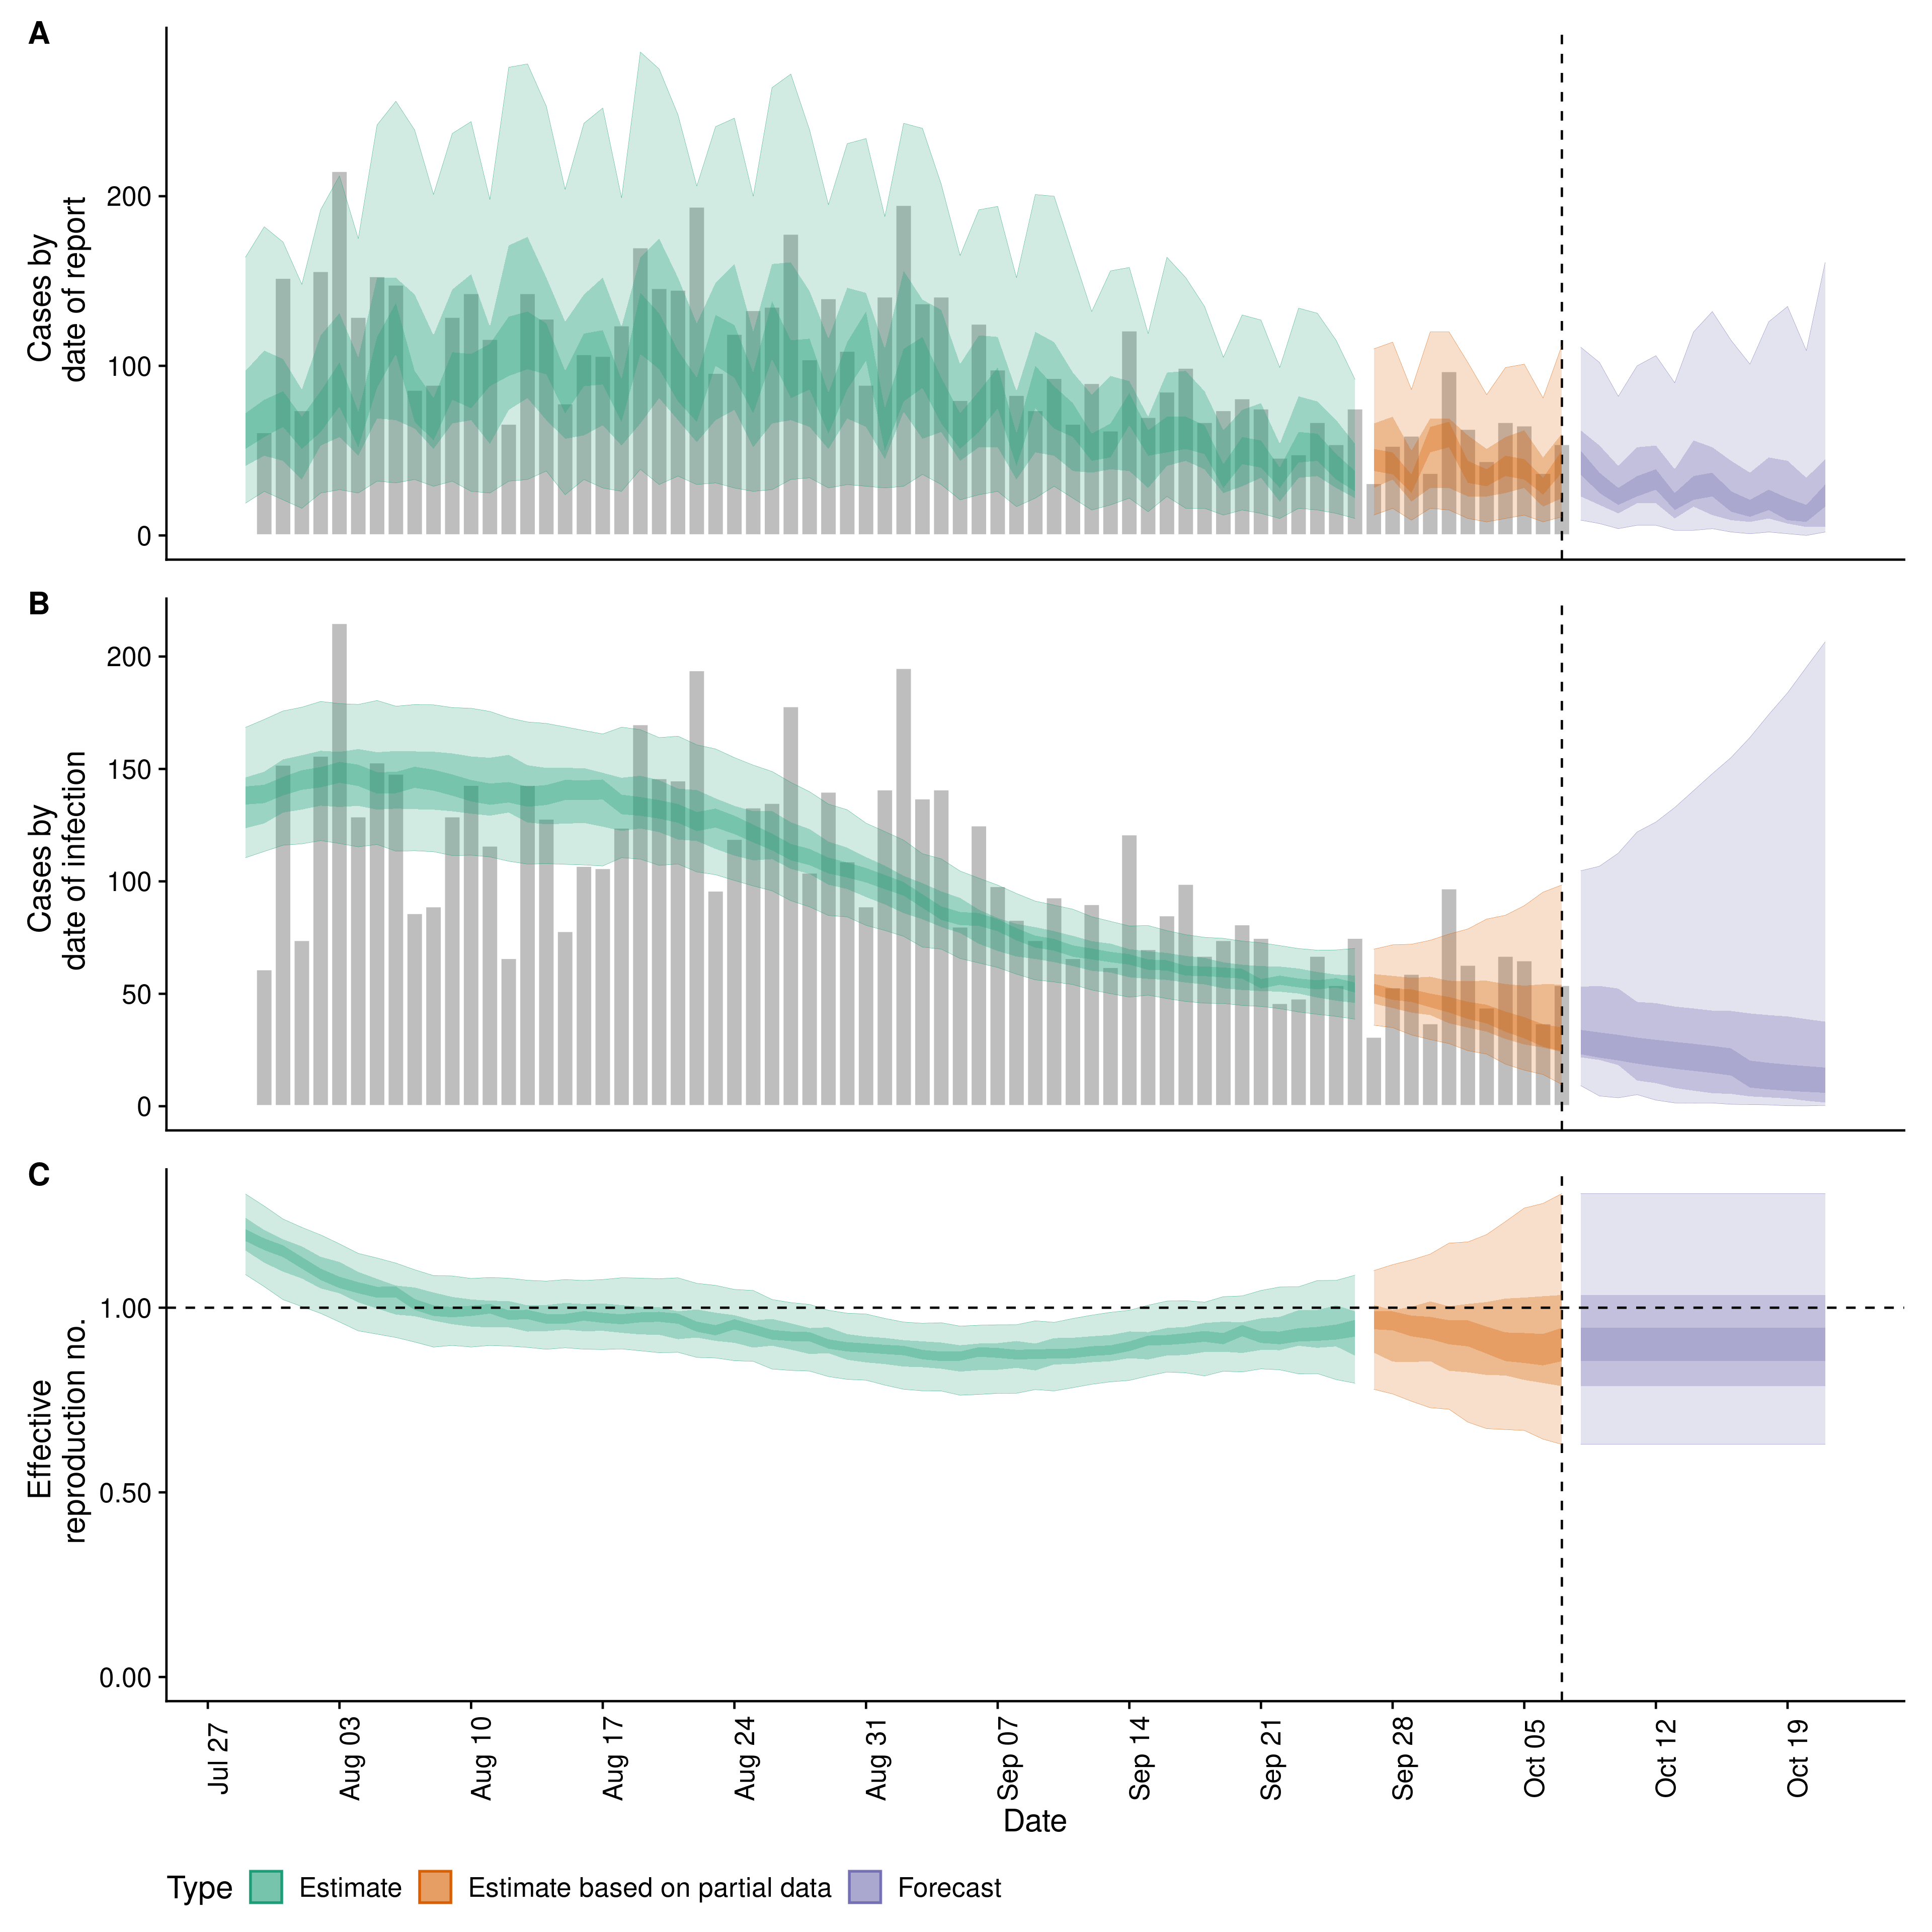 A
Cases by
date of report
200
100
0
B
Cases by
date of infection
200
150
100
50
0
C
Effective
reproduction no.
1.00
0.50
0.00
Jul 27
Aug 03
Aug 10
Aug 17
Aug 24
Aug 31
Sep 07
Sep 14
Sep 21
Sep 28
Oct 05
Oct 12
Oct 19
Date
Type Estimate Estimate based on partial data Forecast